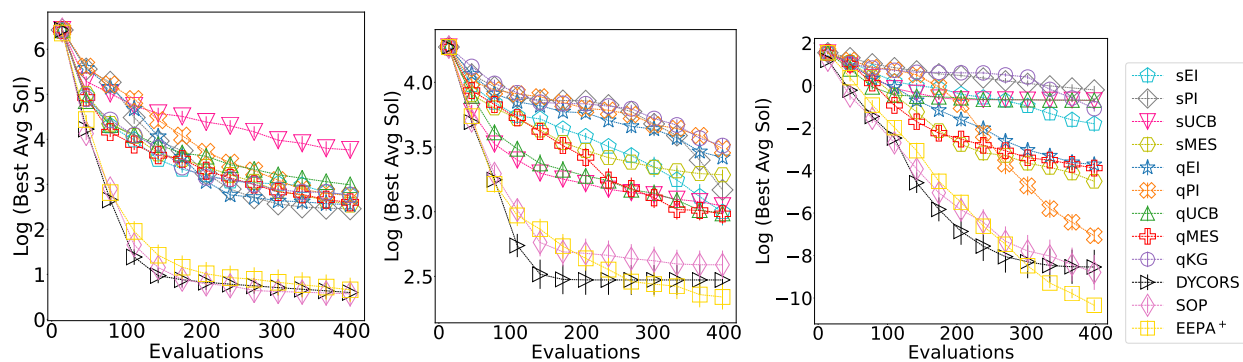 Log (Best Avg Sol)
6
5
4
3
2
1
0
0 100 200 300 400
Evaluations
Log (Best Avg Sol)
4.0
3.5
3.0
2.5
0 100 200 300 400
Evaluations
Log (Best Avg Sol)
2
0
−2
−4
−6
−8
−10
0 100 200 300 400
Evaluations
sEI
sPI
sUCB
sMES
qEI
qPI
qUCB
qMES
qKG
DYCORS
SOP
EEPA⁺